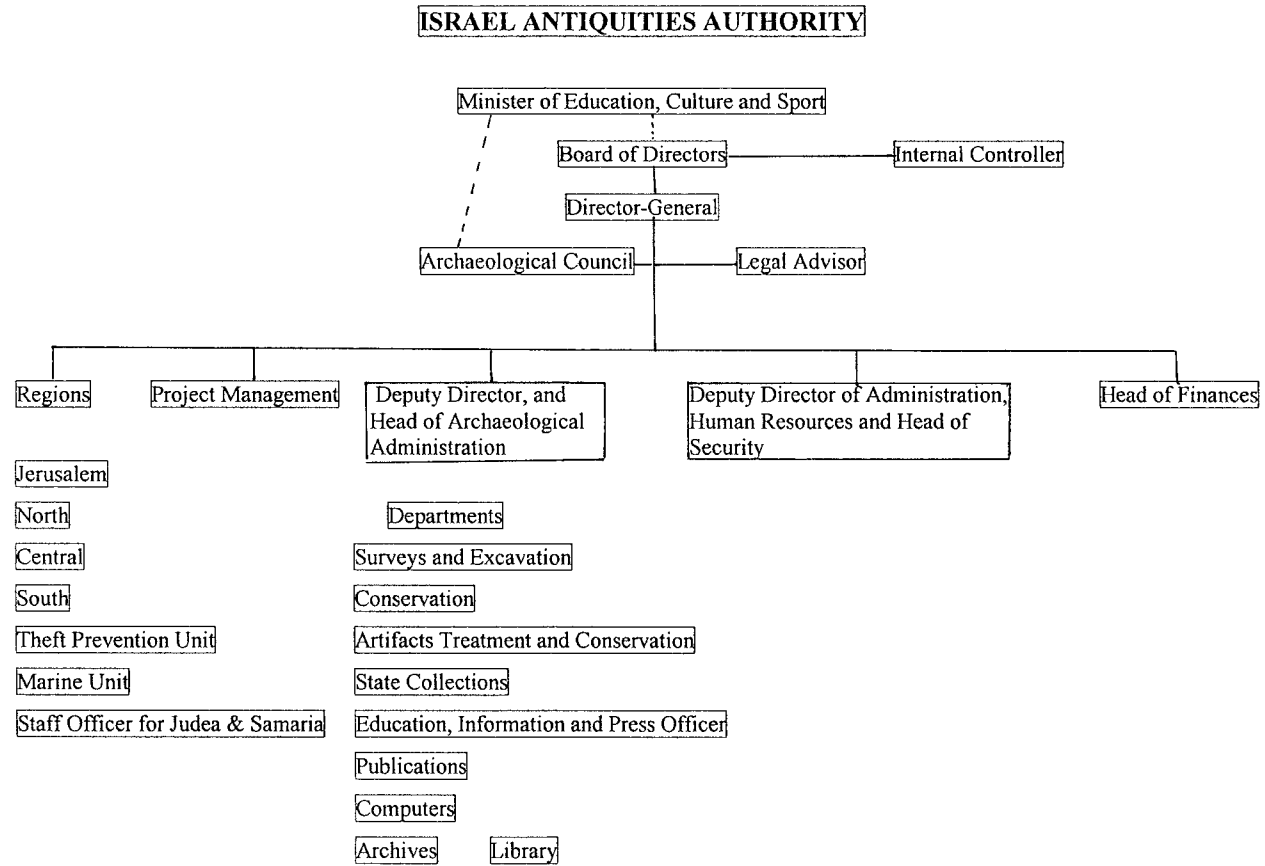 ISRAEL ANTIQUITIES AUTHORITY
Minister of Education, Culture and Sport
Board of Directors
Internal Controller
Director-General
Archaeological Council
Legal Advisor
Regions
Project Management
Deputy Director, and
Head of Archaeological
Administration
Deputy Director of Administration,
Human Resources and Head of
Security
Head of Finances
Jerusalem
North
Central
South
Theft Prevention Unit
Marine Unit
Staff Officer for Judea & Samaria
Departments
Surveys and Excavation
Conservation
Artifacts Treatment and Conservation
State Collections
Education, Information and Press Officer
Publications
Computers
Archives
Library